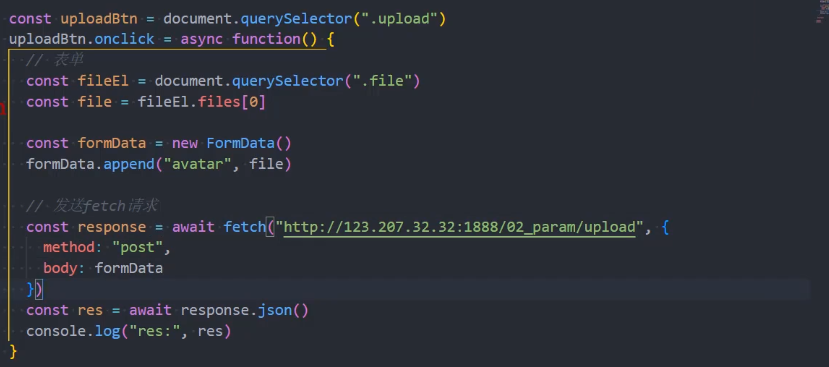 const uploadBtn = document.querySelector(".upload")
uploadBtn.onclick = async function() {
  // 表单
  const fileEl = document.querySelector(".file")
  const file = fileEl.files[0]

  const formData = new FormData()
  formData.append("avatar", file)

  // 发送fetch请求
  const response = await fetch("http://123.207.32.32:1888/02_param/upload", {
    method: "post",
    body: formData
  })
  const res = await response.json()
  console.log("res:", res)
}